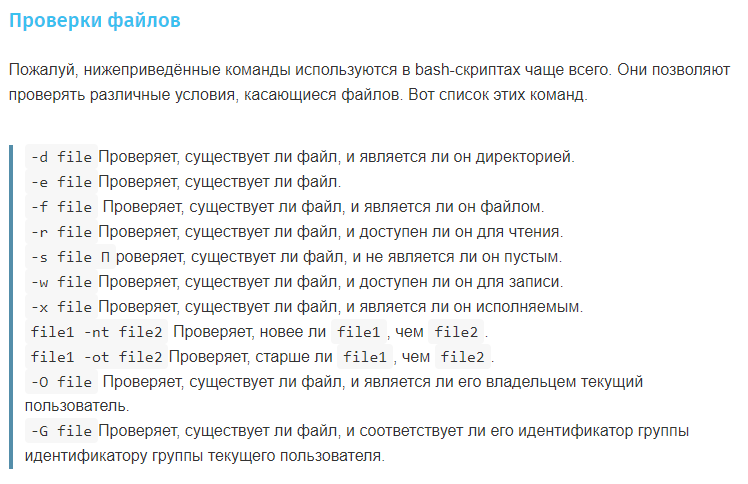 Проверки файлов
Пожалуй, нижеприведённые команды используются в bash-скриптах чаще всего. Они позволяют
проверять различные условия, касающиеся файлов. Вот список этих команд.
-d file Проверяет, существует ли файл, и является ли он директорией.
-e file Проверяет, существует ли файл.
-f file Проверяет, существует ли файл, и является ли он файлом.
-r file Проверяет, существует ли файл, и доступен ли он для чтения.
-s file П роверяет, существует ли файл, и не является ли он пустым.
-w file Проверяет, существует ли файл, и доступен ли он для записи.
-x file Проверяет, существует ли файл, и является ли он исполняемым.
file1 -nt file2 Проверяет, новее ли file1 , чем file2 .
file1 -ot file2 Проверяет, старше ли file1 , чем file2 .
-O file Проверяет, существует ли файл, и является ли его владельцем текущий
пользователь.
-G file Проверяет, существует ли файл, и соответствует ли его идентификатор группы
идентификатору группы текущего пользователя.